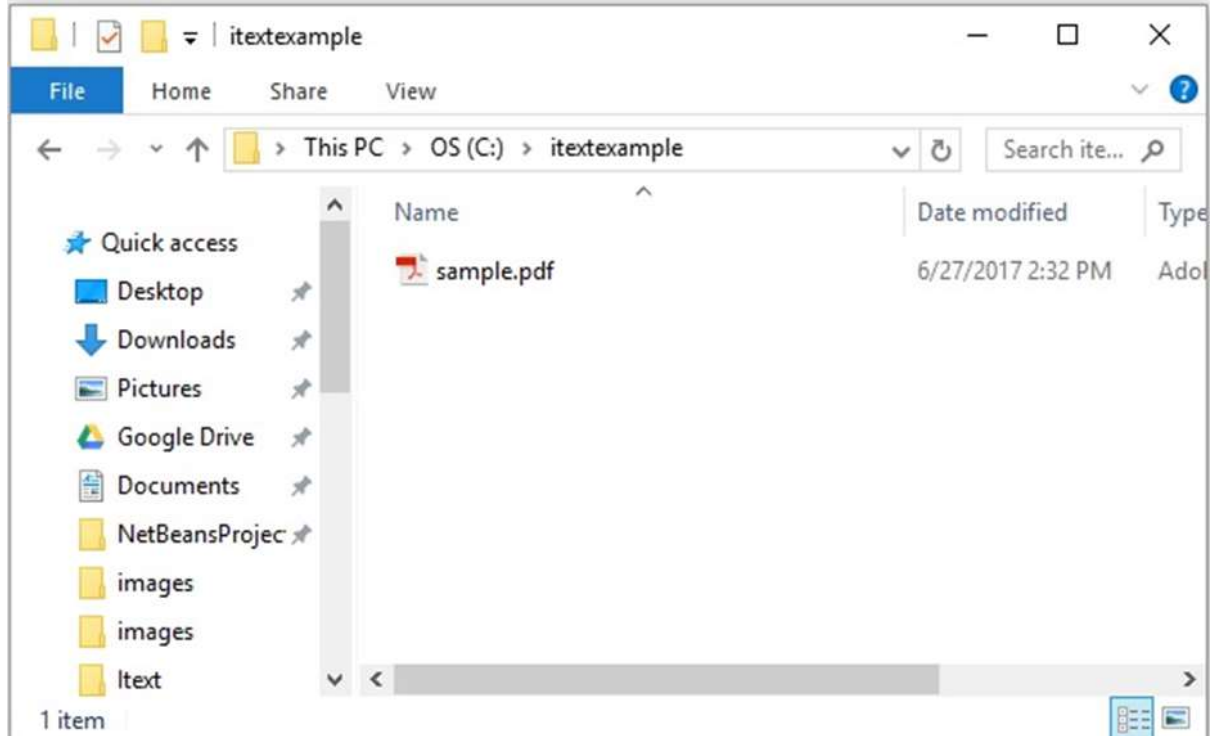 itextexample
File Home Share View
This PC > OS (C:) > itextexample Search ite...
Name Date modified Type
Quick access
sample.pdf 6/27/2017 2:32 PM Adol
Desktop
Downloads
Pictures
Google Drive
Documents
NetBeansProjec
images
images
Itext
1 item